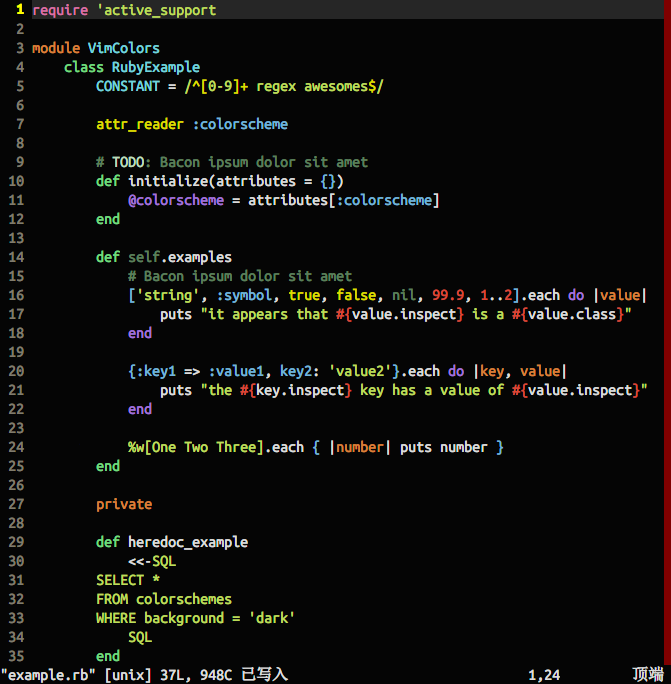 1 require 'active_support
2
3 module VimColors
4     class RubyExample
5         CONSTANT = /^[0-9]+ regex awesomes$/
6
7         attr_reader :colorscheme
8
9         # TODO: Bacon ipsum dolor sit amet
10         def initialize(attributes = {})
11             @colorscheme = attributes[:colorscheme]
12         end
13
14         def self.examples
15             # Bacon ipsum dolor sit amet
16             ['string', :symbol, true, false, nil, 99.9, 1..2].each do |value|
17                 puts "it appears that #{value.inspect} is a #{value.class}"
18             end
19
20             {:key1 => :value1, key2: 'value2'}.each do |key, value|
21                 puts "the #{key.inspect} key has a value of #{value.inspect}"
22             end
23
24             %w[One Two Three].each { |number| puts number }
25         end
26
27         private
28
29         def heredoc_example
30             <<-SQL
31         SELECT *
32         FROM colorschemes
33         WHERE background = 'dark'
34             SQL
35         end
"example.rb" [unix] 37L, 948C 已写入 1,24 顶端